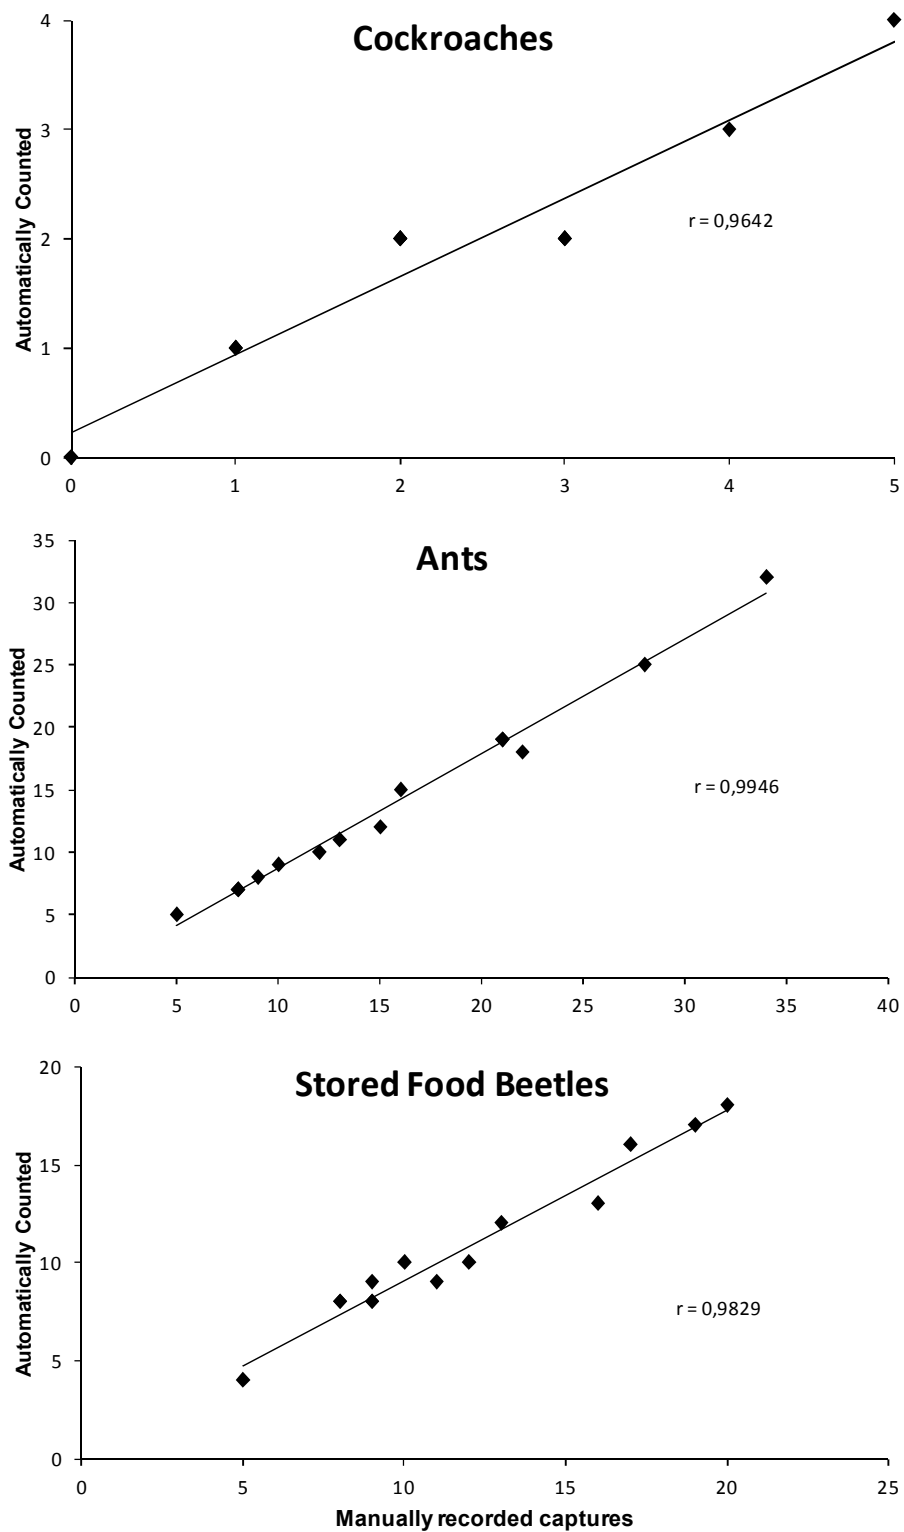 Cockroaches
Automatically Counted
4
3
2
1
0
r = 0,9642
0 1 2 3 4 5
Ants
Automatically Counted
35
30
25
20
15
10
5
0
r = 0,9946
0 5 10 15 20 25 30 35 40
Stored Food Beetles
Automatically Counted
20
15
10
5
0
r = 0,9829
0 5 10 15 20 25
Manually recorded captures